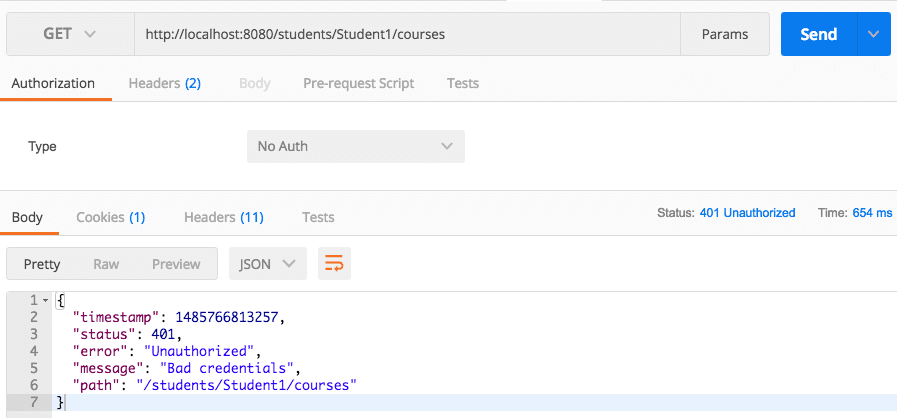 GET http://localhost:8080/students/Student1/courses Params Send
Authorization Headers (2) Body Pre-request Script Tests
Type No Auth
Body Cookies (1) Headers (11) Tests Status: 401 Unauthorized Time: 654 ms
Pretty Raw Preview JSON
1 {
2 "timestamp": 1485766813257,
3 "status": 401,
4 "error": "Unauthorized",
5 "message": "Bad credentials",
6 "path": "/students/Student1/courses"
7 }